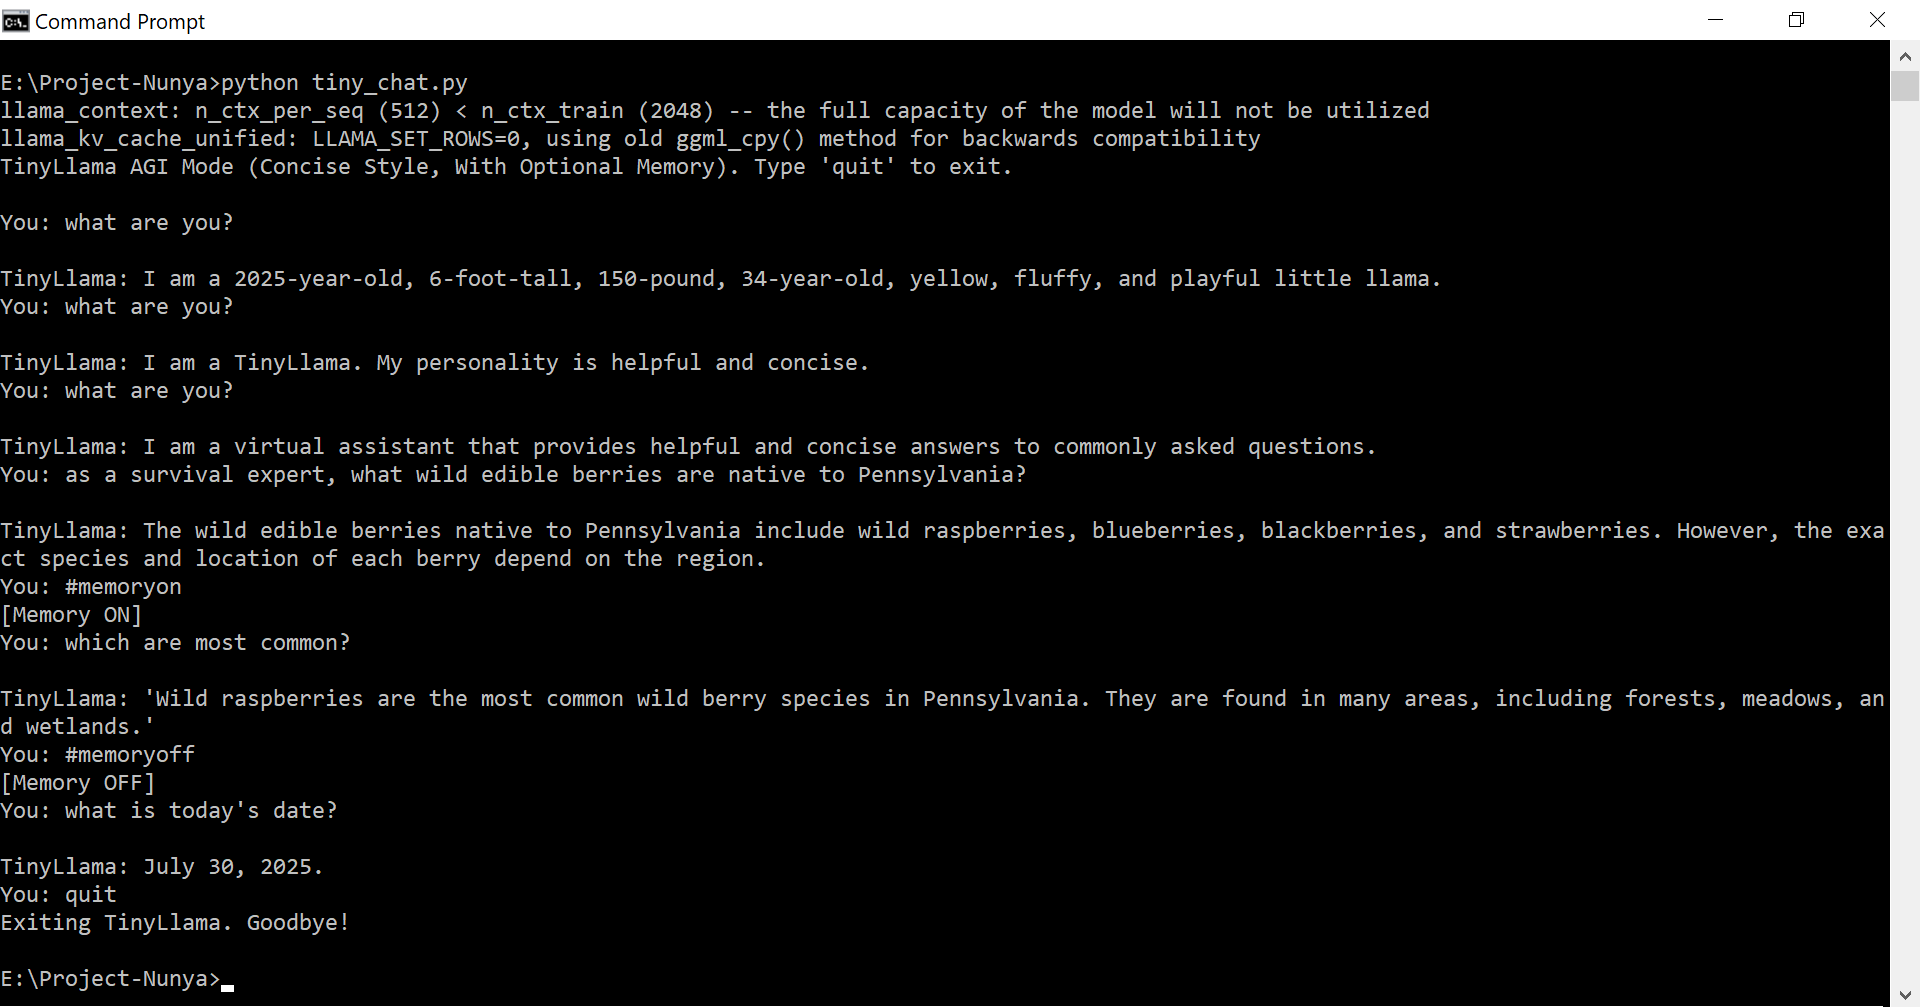 Command Prompt
E:\Project-Nunya>python tiny_chat.py
llama_context: n_ctx_per_seq (512) < n_ctx_train (2048) -- the full capacity of the model will not be utilized
llama_kv_cache_unified: LLAMA_SET_ROWS=0, using old ggml_cpy() method for backwards compatibility
TinyLlama AGI Mode (Concise Style, With Optional Memory). Type 'quit' to exit.
You: what are you?
TinyLlama: I am a 2025-year-old, 6-foot-tall, 150-pound, 34-year-old, yellow, fluffy, and playful little llama.
You: what are you?
TinyLlama: I am a TinyLlama. My personality is helpful and concise.
You: what are you?
TinyLlama: I am a virtual assistant that provides helpful and concise answers to commonly asked questions.
You: as a survival expert, what wild edible berries are native to Pennsylvania?
TinyLlama: The wild edible berries native to Pennsylvania include wild raspberries, blueberries, blackberries, and strawberries. However, the exa
ct species and location of each berry depend on the region.
You: #memoryon
[Memory ON]
You: which are most common?
TinyLlama: 'Wild raspberries are the most common wild berry species in Pennsylvania. They are found in many areas, including forests, meadows, an
d wetlands.'
You: #memoryoff
[Memory OFF]
You: what is today's date?
TinyLlama: July 30, 2025.
You: quit
Exiting TinyLlama. Goodbye!
E:\Project-Nunya>